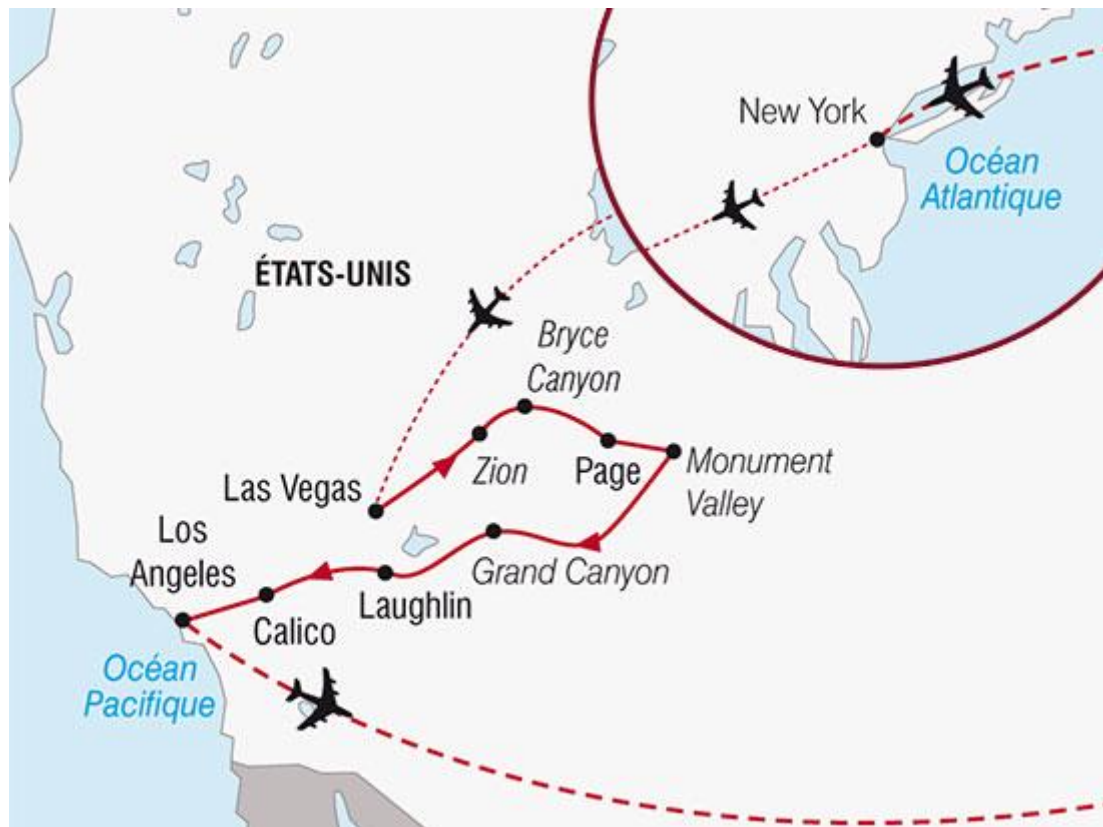 New York
Océan
Atlantique
ÉTATS-UNIS
Bryce
Canyon
Zion
Page
Monument
Valley
Las Vegas
Grand Canyon
Los
Angeles
Laughlin
Calico
Océan
Pacifique